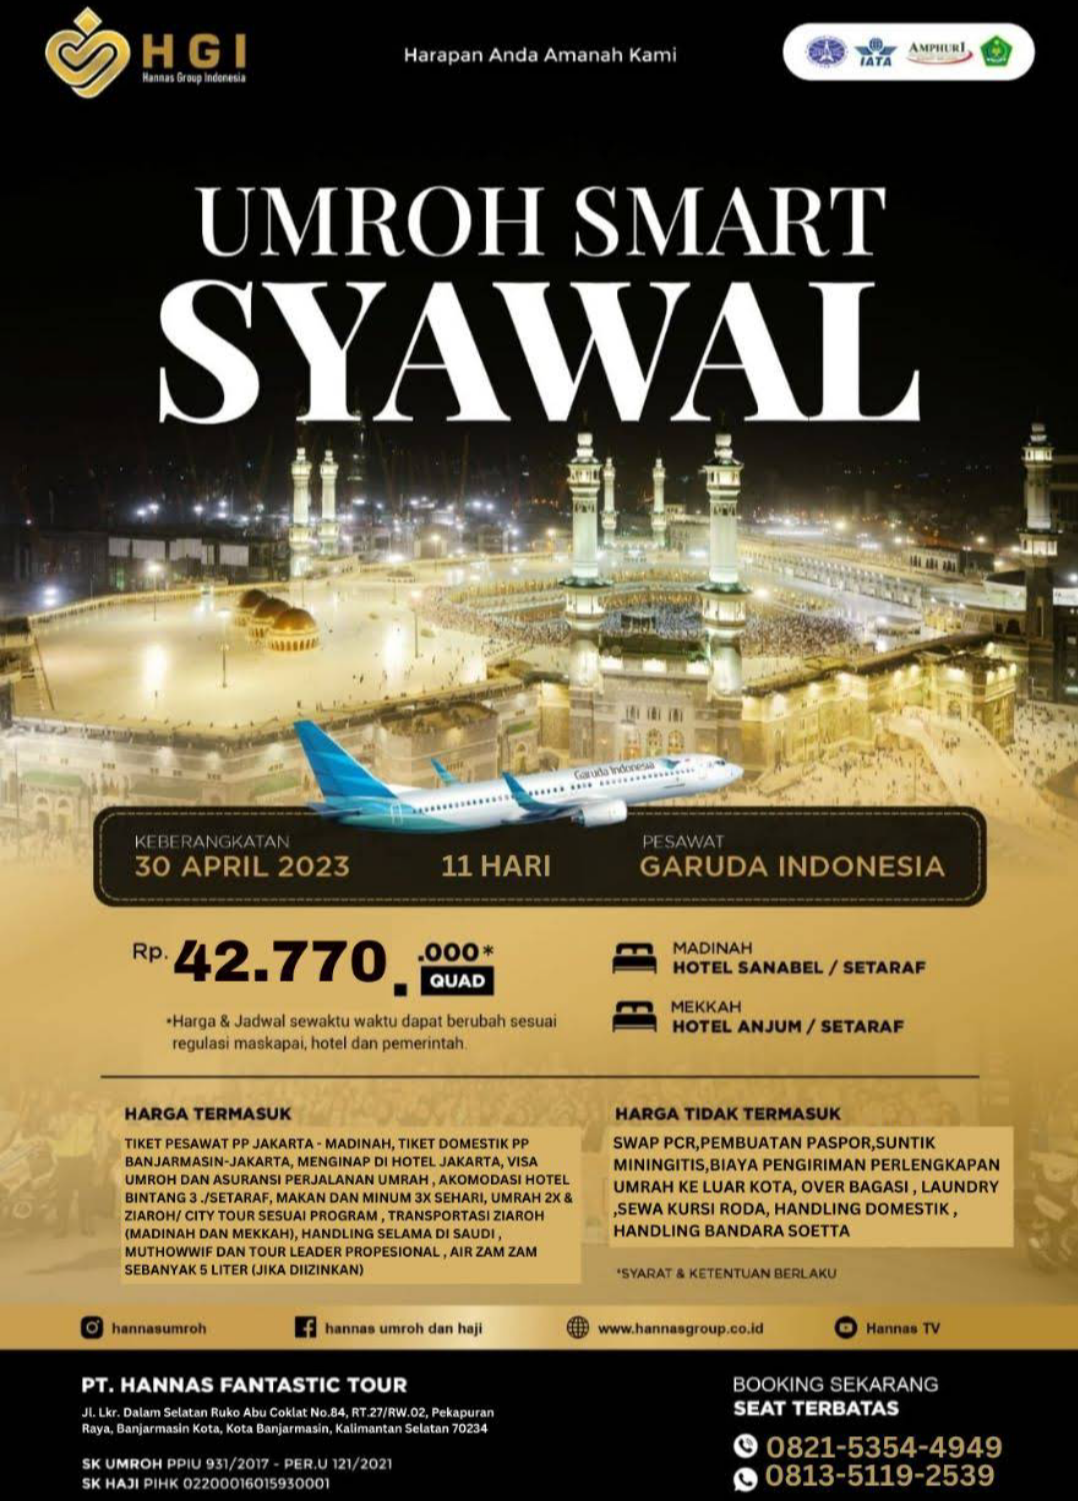 HGI
Hannas Group Indonesia
Harapan Anda Amanah Kami
IATA
AMPHURI
UMROH SMART
SYAWAL
Garuda Indonesia
KEBERANGKATAN
30 APRIL 2023
11 HARI
PESAWAT
GARUDA INDONESIA
Rp. 42.770. .000*
QUAD
*Harga & Jadwal sewaktu waktu dapat berubah sesuai
regulasi maskapai, hotel dan pemerintah.
MADINAH
HOTEL SANABEL / SETARAF
MEKKAH
HOTEL ANJUM / SETARAF
HARGA TERMASUK
TIKET PESAWAT PP JAKARTA - MADINAH, TIKET DOMESTIK PP
BANJARMASIN-JAKARTA, MENGINAP DI HOTEL JAKARTA, VISA
UMROH DAN ASURANSI PERJALANAN UMRAH , AKOMODASI HOTEL
BINTANG 3 ./SETARAF, MAKAN DAN MINUM 3X SEHARI, UMRAH 2X &
ZIAROH/ CITY TOUR SESUAI PROGRAM , TRANSPORTASI ZIAROH
(MADINAH DAN MEKKAH), HANDLING SELAMA DI SAUDI ,
MUTHOWWIF DAN TOUR LEADER PROPESIONAL , AIR ZAM ZAM
SEBANYAK 5 LITER (JIKA DIIZINKAN)
HARGA TIDAK TERMASUK
SWAP PCR,PEMBUATAN PASPOR,SUNTIK
MININGITIS,BIAYA PENGIRIMAN PERLENGKAPAN
UMRAH KE LUAR KOTA, OVER BAGASI , LAUNDRY
,SEWA KURSI RODA, HANDLING DOMESTIK ,
HANDLING BANDARA SOETTA
*SYARAT & KETENTUAN BERLAKU
hannasumroh
hannas umroh dan haji
www.hannasgroup.co.id
Hannas TV
PT. HANNAS FANTASTIC TOUR
Jl. Lkr. Dalam Selatan Ruko Abu Coklat No.84, RT.27/RW.02, Pekapuran
Raya, Banjarmasin Kota, Kota Banjarmasin, Kalimantan Selatan 70234
SK UMROH PPIU 931/2017 - PER.U 121/2021
SK HAJI PIHK 02200016015930001
BOOKING SEKARANG
SEAT TERBATAS
0821-5354-4949
0813-5119-2539